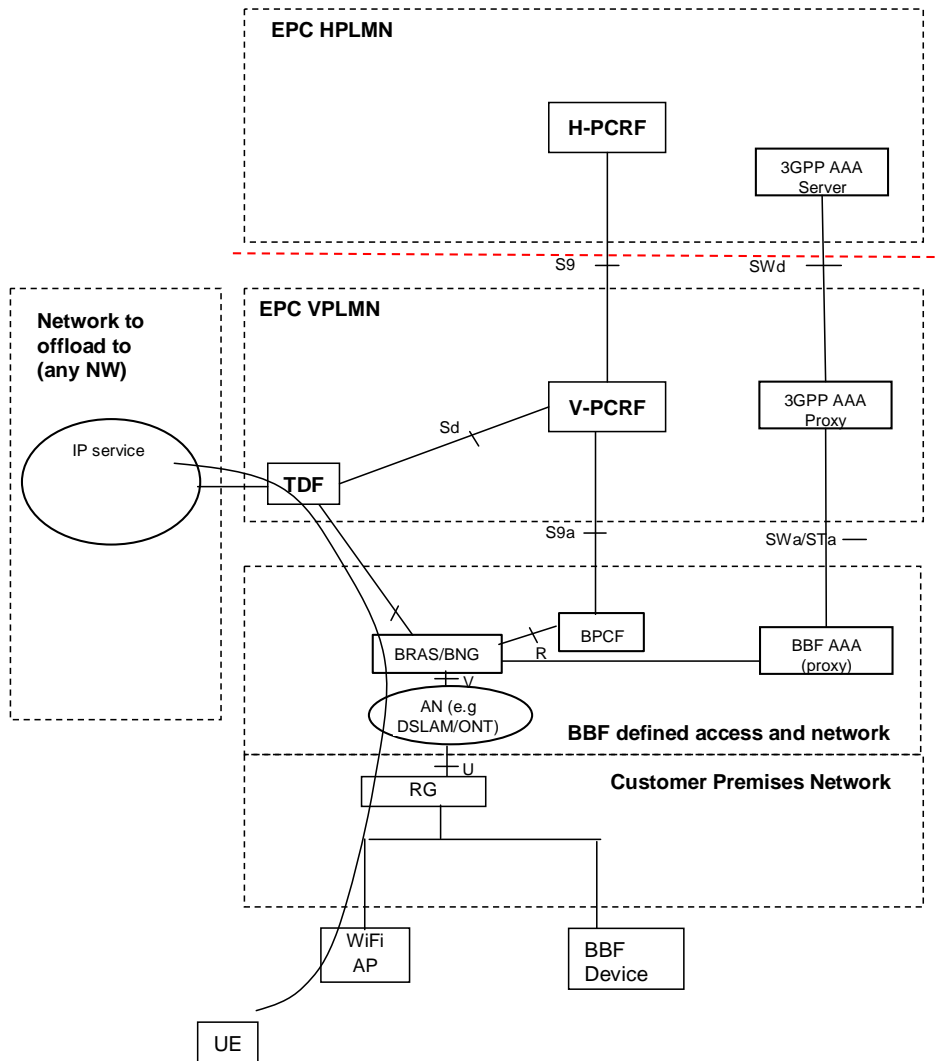 EPC HPLMN
H-PCRF
3GPP AAA
Server
S9
SWd
Network to
offload to
(any NW)
EPC VPLMN
V-PCRF
3GPP AAA
Proxy
Sd
IP service
TDF
S9a
SWa/STa
BPCF
R
BRAS/BNG
BBF AAA
(proxy)
V
AN (e.g
DSLAM/ONT)
BBF defined access and network
U
RG
Customer Premises Network
WiFi
AP
BBF
Device
UE